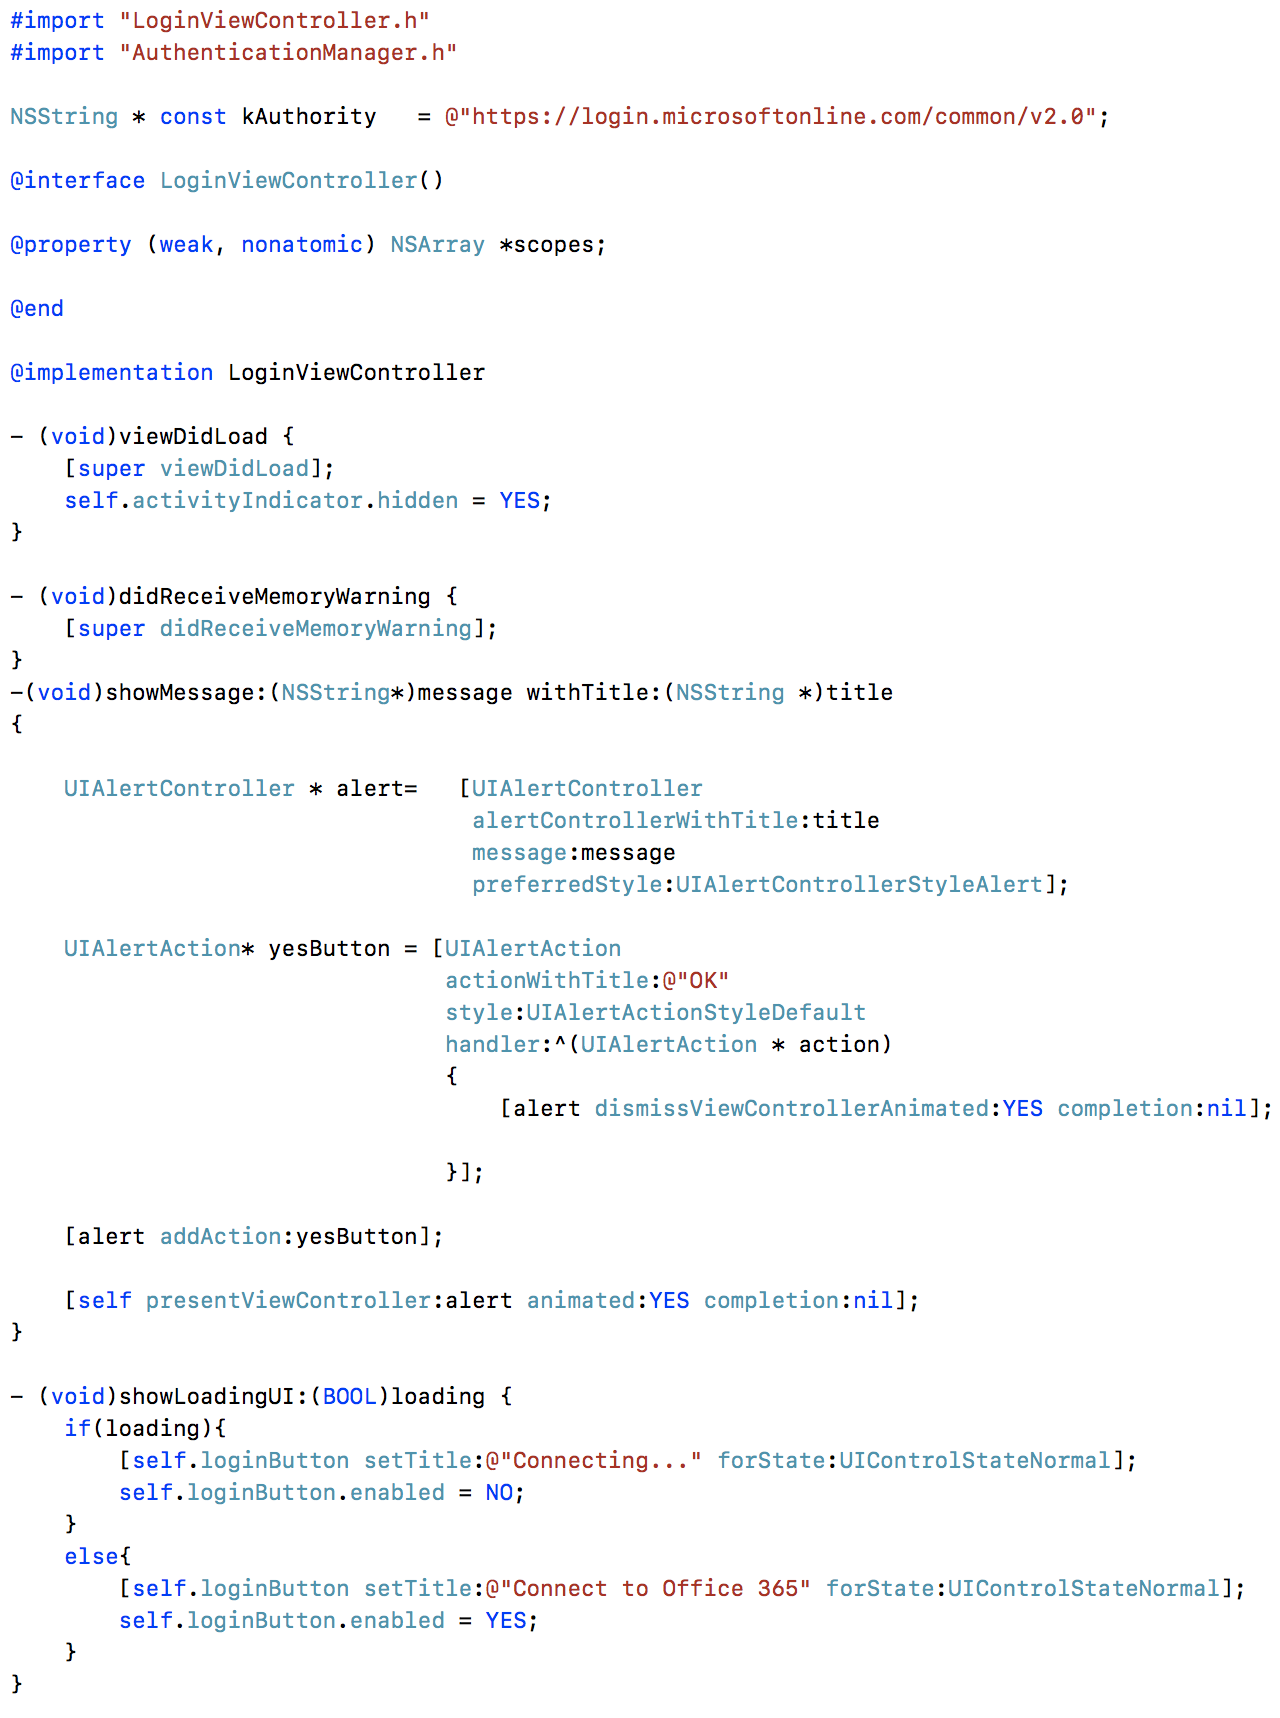 #import "LoginViewController.h"
#import "AuthenticationManager.h"

NSString * const kAuthority   = @"https://login.microsoftonline.com/common/v2.0";

@interface LoginViewController()

@property (weak, nonatomic) NSArray *scopes;

@end

@implementation LoginViewController

- (void)viewDidLoad {
    [super viewDidLoad];
    self.activityIndicator.hidden = YES;
}

- (void)didReceiveMemoryWarning {
    [super didReceiveMemoryWarning];
}
-(void)showMessage:(NSString*)message withTitle:(NSString *)title
{

    UIAlertController * alert=   [UIAlertController
                                  alertControllerWithTitle:title
                                  message:message
                                  preferredStyle:UIAlertControllerStyleAlert];

    UIAlertAction* yesButton = [UIAlertAction
                                actionWithTitle:@"OK"
                                style:UIAlertActionStyleDefault
                                handler:^(UIAlertAction * action)
                                {
                                    [alert dismissViewControllerAnimated:YES completion:nil];

                                }];

    [alert addAction:yesButton];

    [self presentViewController:alert animated:YES completion:nil];
}

- (void)showLoadingUI:(BOOL)loading {
    if(loading){
        [self.loginButton setTitle:@"Connecting..." forState:UIControlStateNormal];
        self.loginButton.enabled = NO;
    }
    else{
        [self.loginButton setTitle:@"Connect to Office 365" forState:UIControlStateNormal];
        self.loginButton.enabled = YES;
    }
}